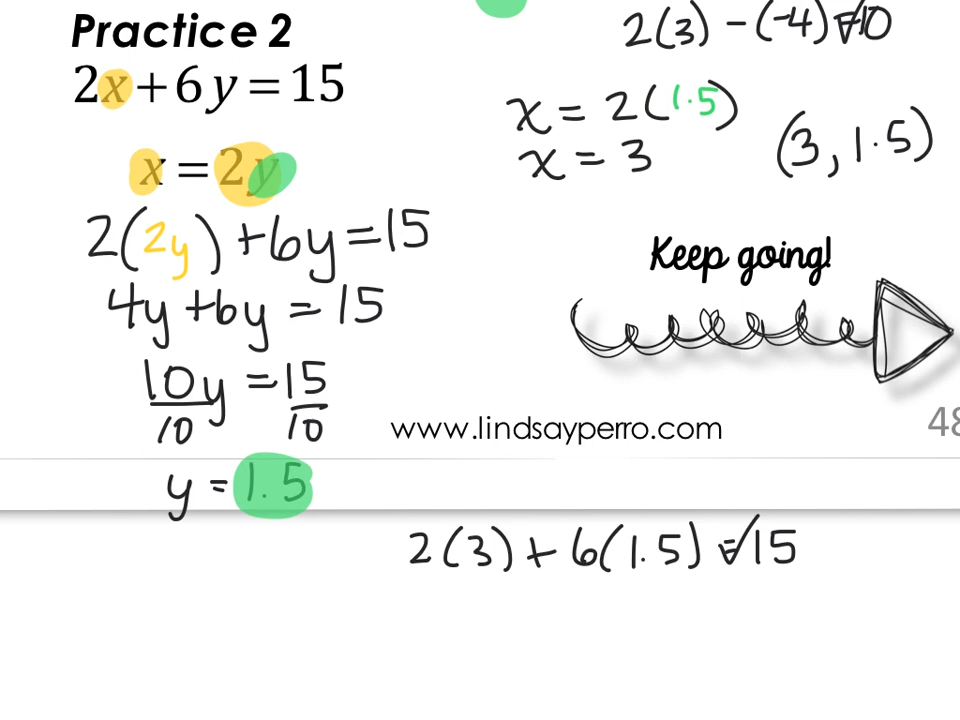 Practice 2
2x + 6y = 15
x = 2y
2(2y) + 6y = 15
4y + 6y = 15
10y = 15
10 10
y = 1.5
2(3) - (-4) = 10
x = 2(1.5)
x = 3
(3, 1.5)
Keep going!
www.lindsayperro.com
48
2(3) + 6(1.5) = 15